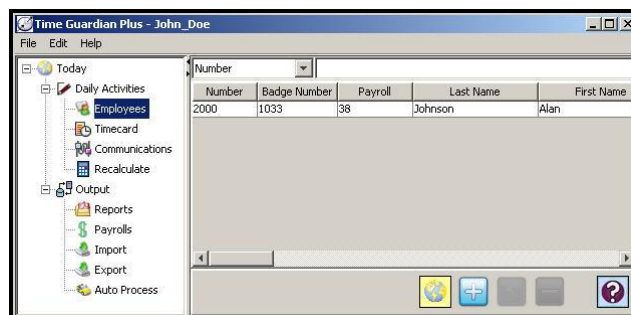 Time Guardian Plus - John_Doe
File Edit Help
Today
Daily Activities
Employees
Timecard
Communications
Recalculate
Output
Reports
Payrolls
Import
Export
Auto Process
Number
Number Badge Number Payroll Last Name First Name
2000 1033 38 Johnson Alan